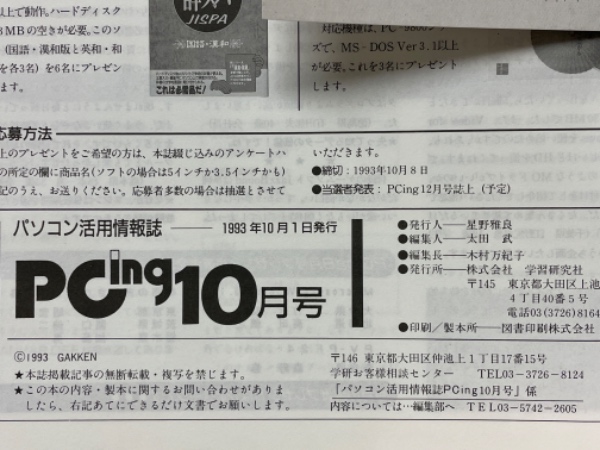 以上で動作。ハードディスク
8MBの空きが必要。このソ
(国語・漢和版と英和・和
を各3名) を6名にプレゼン
ます。
JISPA
国語+漢和
これは必需品だ!
対応機種は、PC-9800シリ
ズで、MS-DOS Ver3.1以上
が必要。これを3名にプレゼント
します。
応募方法
上のプレゼントをご希望の方は、本誌綴じ込みのアンケートハ
の所定の欄に商品名(ソフトの場合は5インチか3.5インチかも)
記のうえ、お送りください。応募者多数の場合は抽選とさせて
いただきます。
●締切:1993年10月8日
●当選者発表:PCing12月号誌上(予定)
パソコン活用情報誌 ── 1993年10月1日発行
PCing10月号
©1993 GAKKEN
★本誌掲載記事の無断転載・複写を禁じます。
★この本の内容・製本に関するお問い合わせがありま
したら、右記あてにできるだけ文書でお願いします。
●発行人──星野雅良
●編集人──太田 武
●編集長──木村万紀子
●発行所──株式会社 学習研究社
〒145 東京都大田区上池
4丁目40番5号
電話03(3726)8164
●印刷/製本所──図書印刷株式会社
〒146 東京都大田区仲池上1丁目17番15号
学研お客様相談センター TEL03-3726-8124
「パソコン活用情報誌PCing10月号」係
内容については…編集部へ TEL03-5742-2605